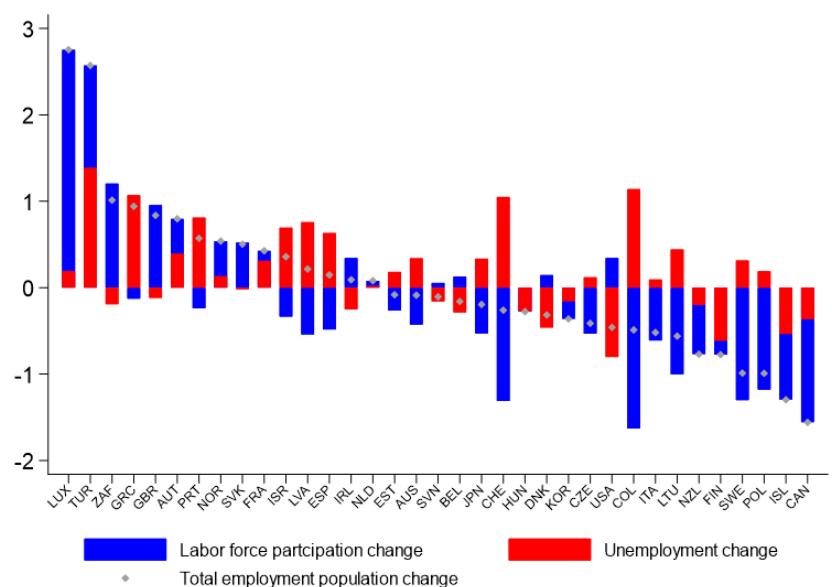 3
2
1
0
-1
-2
LUX TUR ZAF GRC GBR AUT PRT NOR SVK FRA ISR LVA ESP IRL NLD EST AUS SVN BEL JPN CHE HUN DNK KOR CZE USA COL ITA LTU NZL FIN SWE POL ISL CAN
Labor force partcipation change Unemployment change
Total employment population change